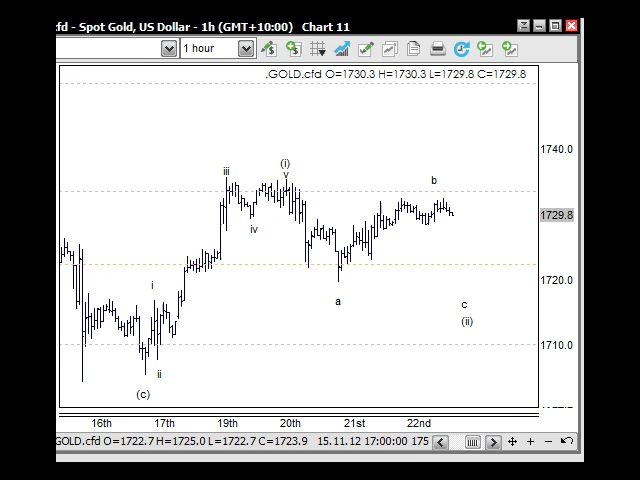 xfd - Spot Gold, US Dollar - 1h (GMT+10:00) Chart 11
1 hour
.GOLD.cfd O=1730.3 H=1730.3 L=1729.8 C=1729.8
1740.0
(i)
iii
v
b
1729.8
iv
1720.0
i
a
c
(ii)
1710.0
ii
(c)
16th 17th 19th 20th 21st 22nd
GOLD.cfd O=1722.7 H=1725.0 L=1722.7 C=1723.9 15.11.12 17:00:00 175